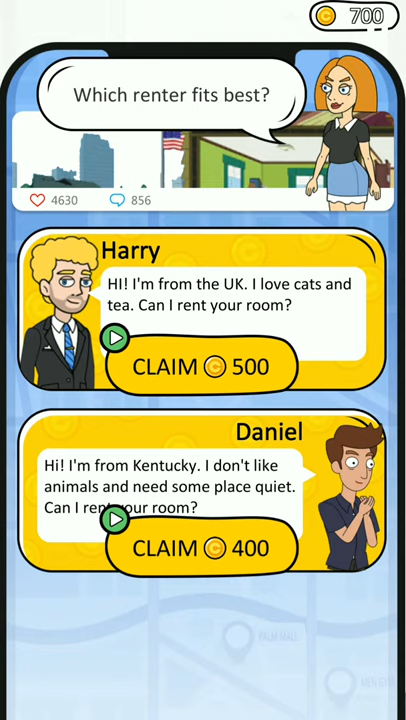 700
Which renter fits best?
4630 856
Harry
HI! I'm from the UK. I love cats and
tea. Can I rent your room?
CLAIM 500
Daniel
Hi! I'm from Kentucky. I don't like
animals and need some place quiet.
Can I rent your room?
CLAIM 400
PALM MALL